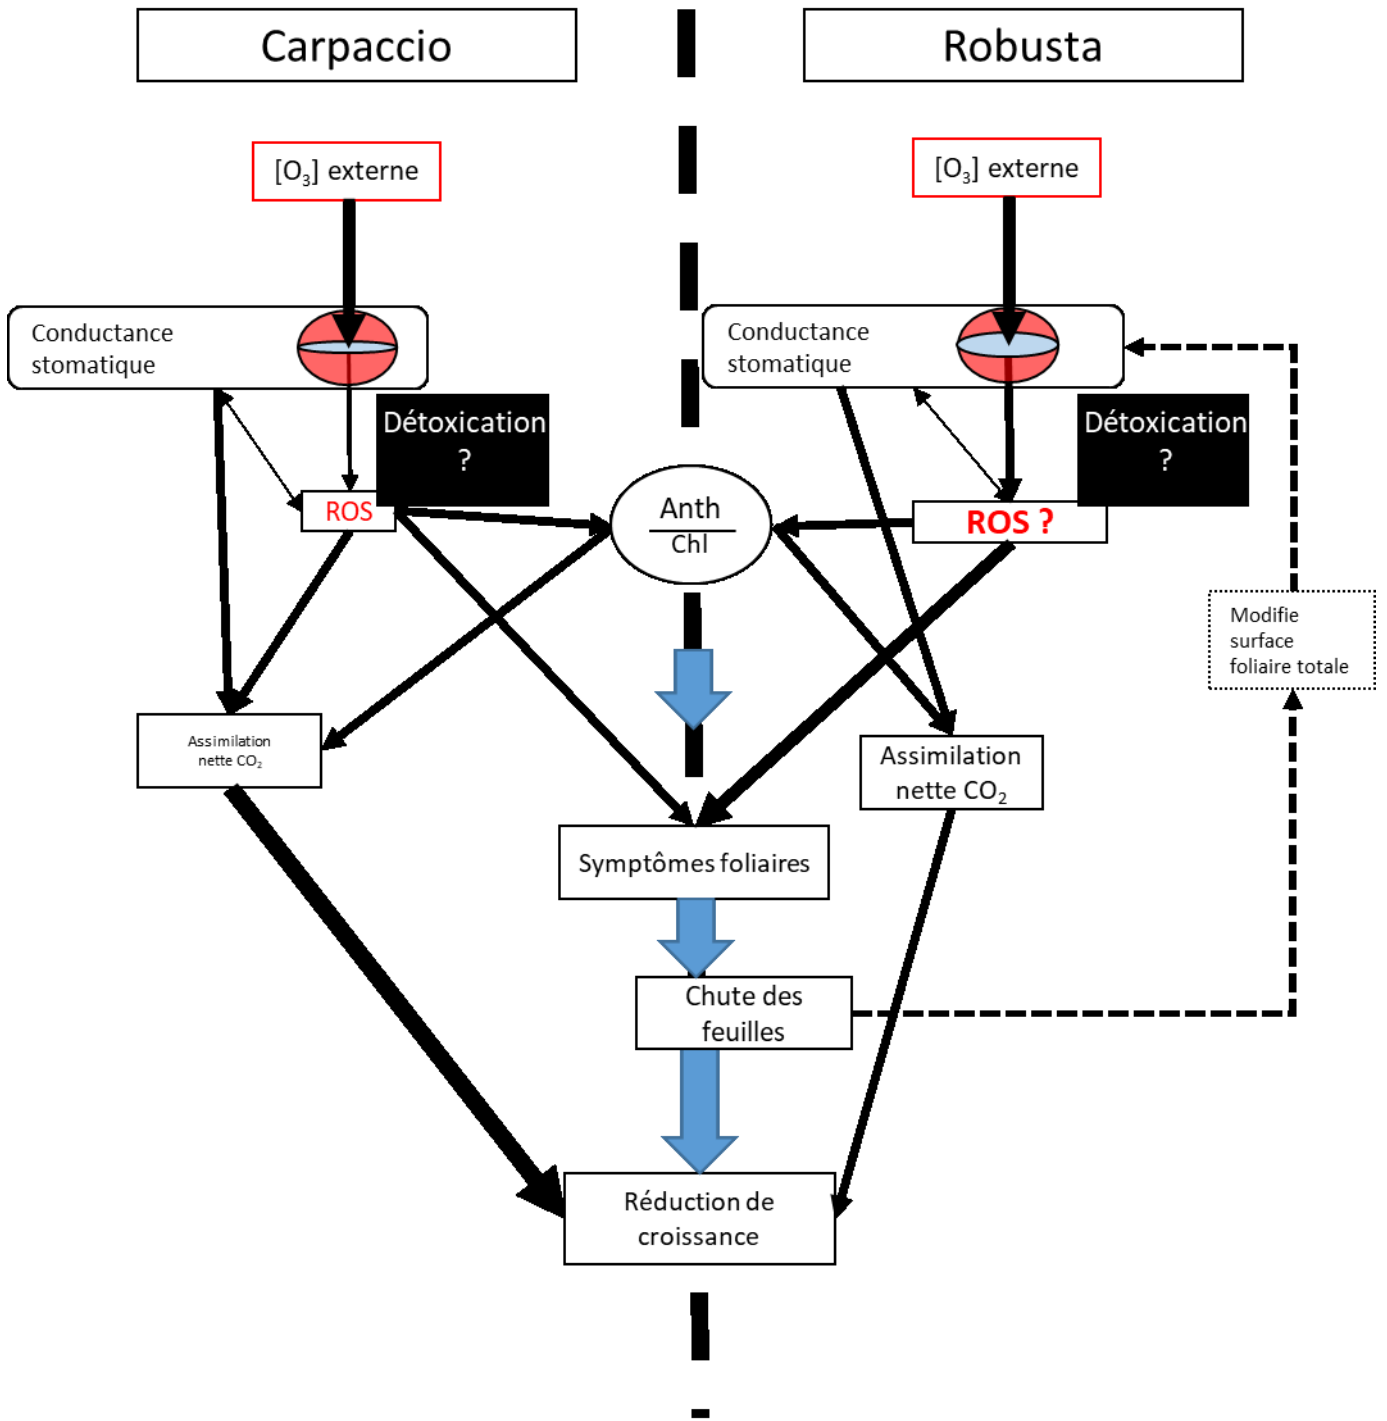 Carpaccio
Robusta
[O₃] externe
[O₃] externe
Conductance
stomatique
Conductance
stomatique
Détoxication
?
Détoxication
?
ROS
Anth
Chl
ROS ?
Modifie
surface
foliaire totale
Assimilation
nette CO₂
Assimilation
nette CO₂
Symptômes foliaires
Chute des
feuilles
Réduction de
croissance